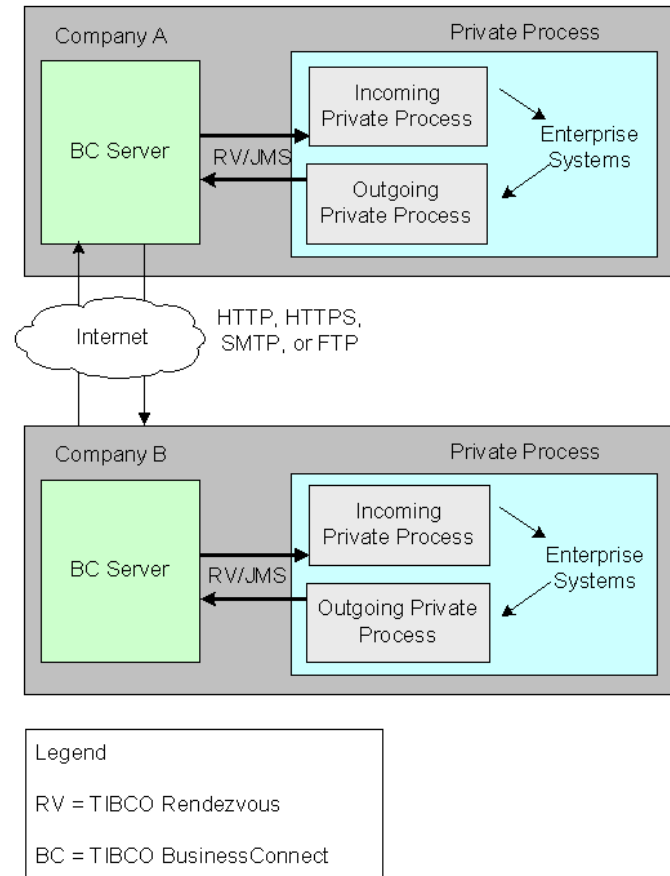 Company A
Private Process
BC Server
RV/JMS
Incoming
Private Process
Outgoing
Private Process
Enterprise
Systems
Internet
HTTP, HTTPS,
SMTP, or FTP
Company B
Private Process
BC Server
RV/JMS
Incoming
Private Process
Outgoing Private
Process
Enterprise
Systems
Legend
RV = TIBCO Rendezvous
BC = TIBCO BusinessConnect